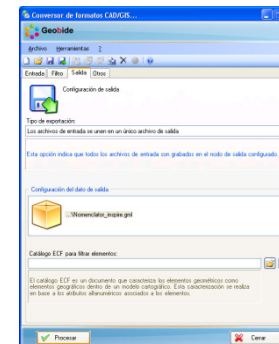 Conversor de formatos CAD/GIS...
Geobide
Archivo Herramientas ?
Entrada Filtro Salida Otros
Configuración de salida
Tipo de exportación:
Los archivos de entrada se unen en un único archivo de salida
Esta opción indica que todos los archivos de entrada son grabados en el nodo de salida configurado.
Configuración del dato de salida
...\Nomenclator_inspire.gml
Catálogo ECF para filtrar elementos:
El catálogo ECF es un documento que caracteriza los elementos geométricos como
elementos geográficos dentro de un modelo cartográfico. Esta caracterización se realiza
en base a los atributos alfanuméricos asociados a los elementos.
Procesar Cerrar